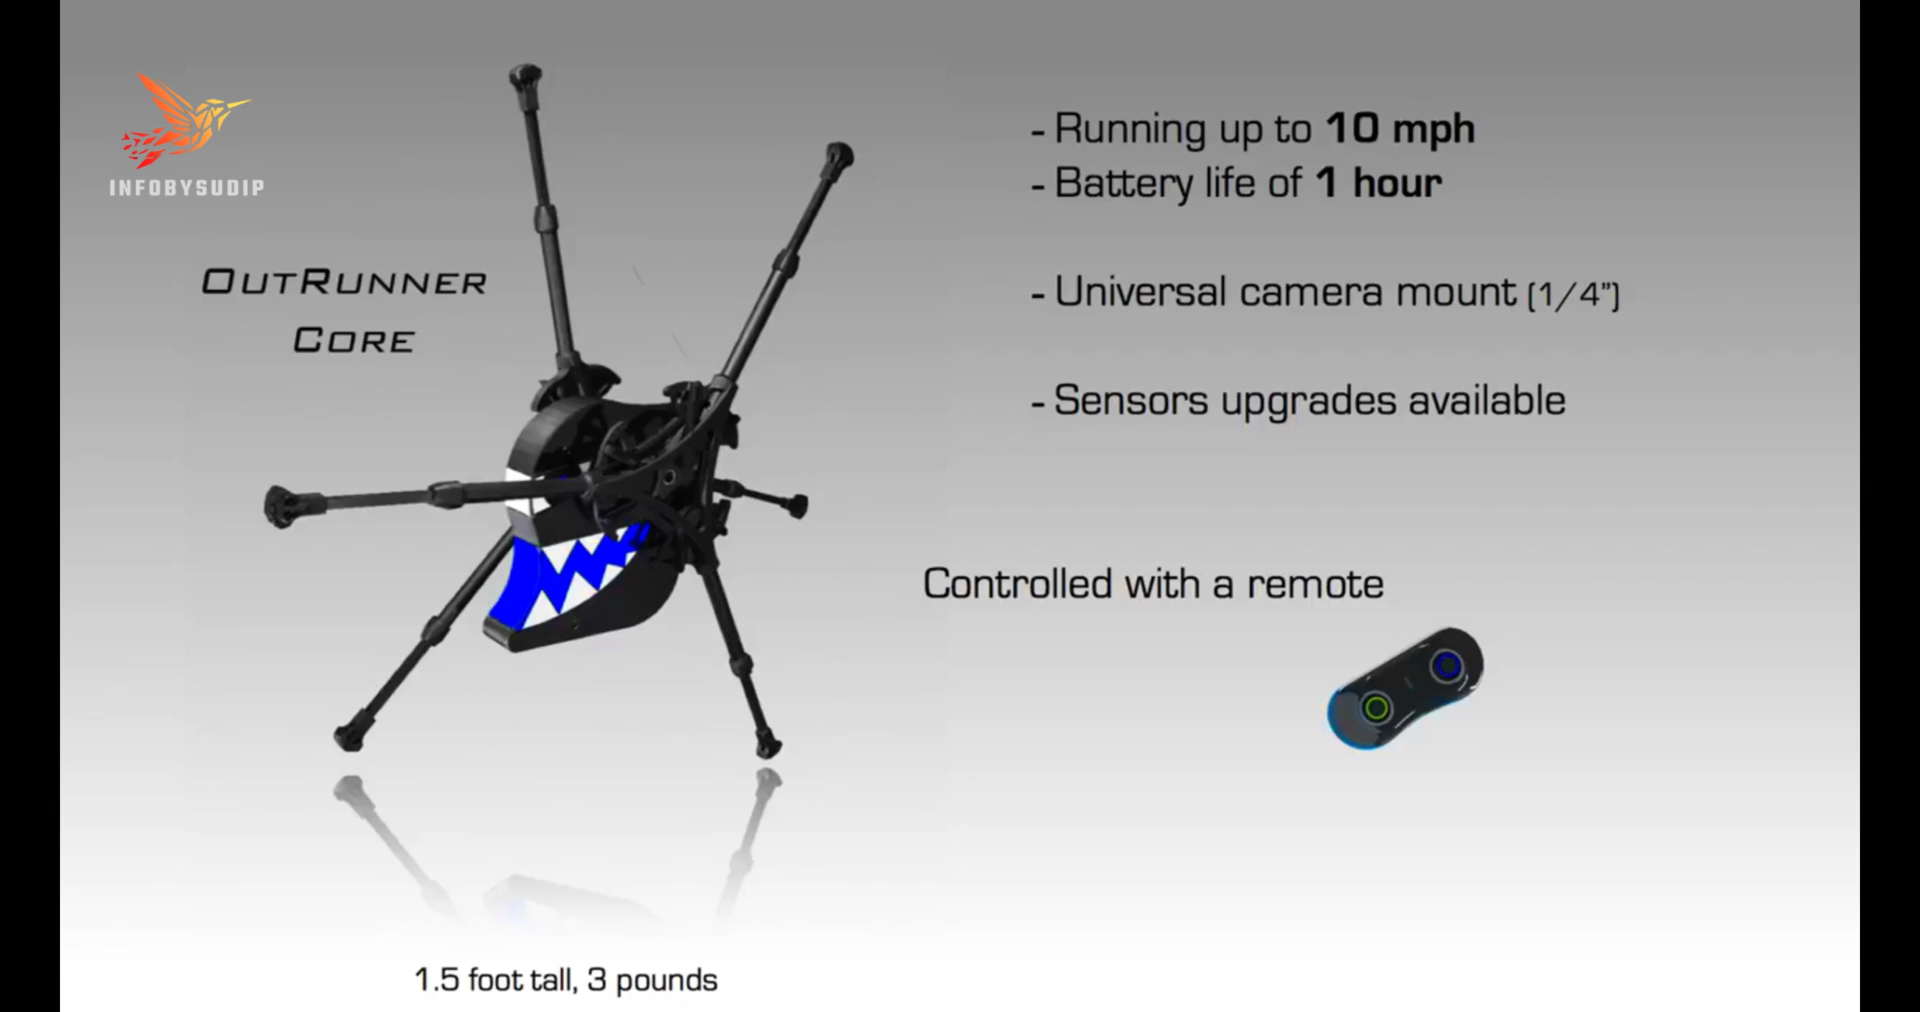 INFOBYSUDIP
OUTRUNNER
CORE
- Running up to 10 mph
- Battery life of 1 hour
- Universal camera mount (1/4")
- Sensors upgrades available
Controlled with a remote
1.5 foot tall, 3 pounds